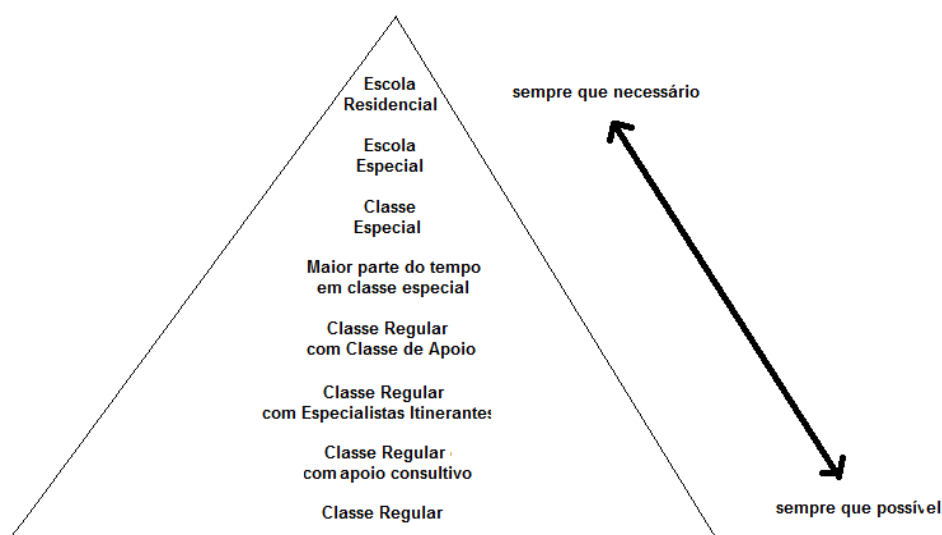 Escola
Residencial
sempre que necessário
Escola
Especial
Classe
Especial
Maior parte do tempo
em classe especial
Classe Regular
com Classe de Apoio
Classe Regular
com Especialistas Itinerantes
Classe Regular
com apoio consultivo
Classe Regular
sempre que possível